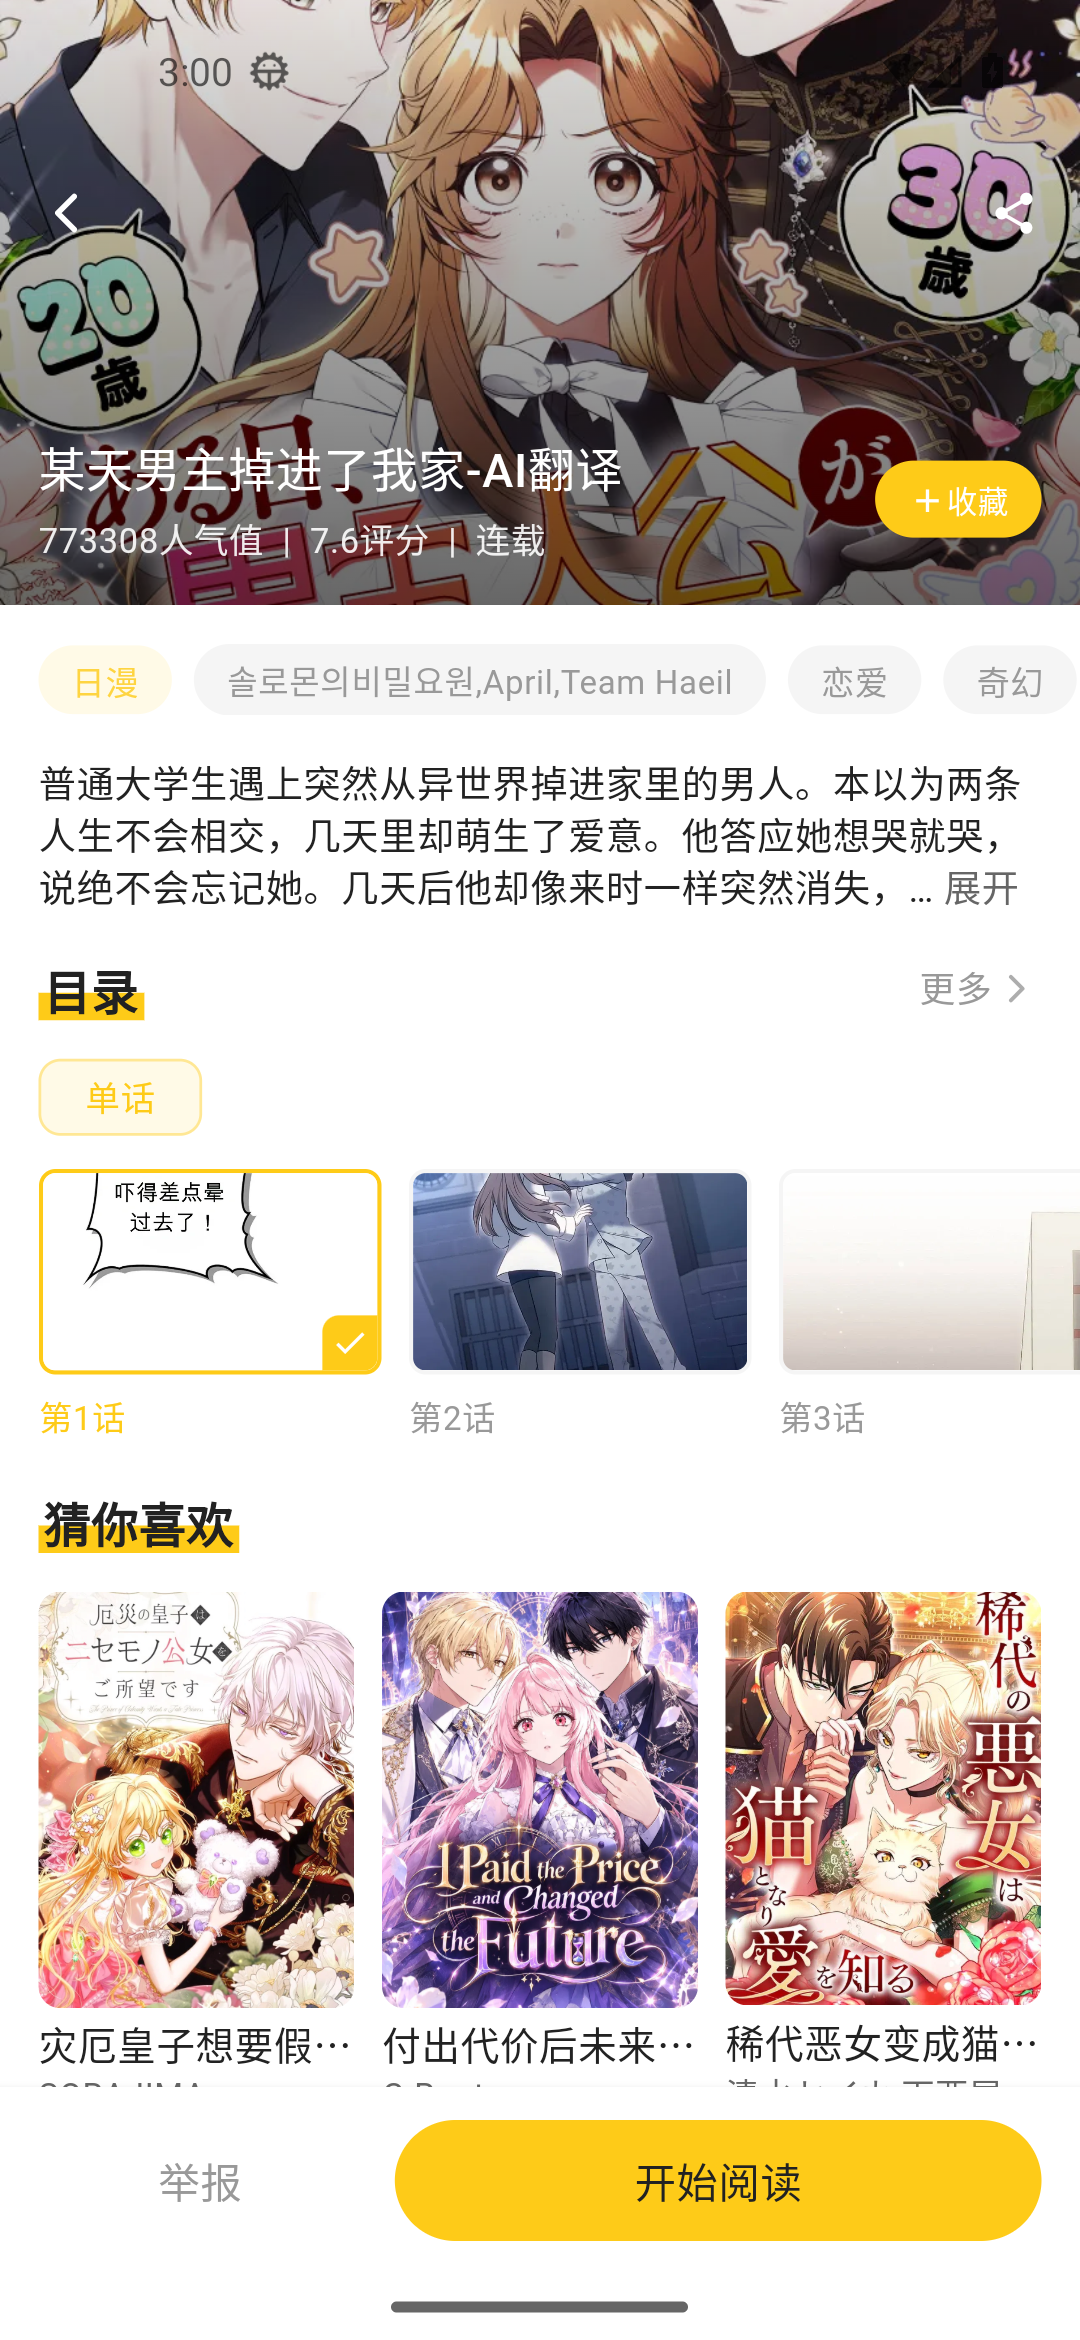 3:00
20
歳
30
歳
ある日、
が
男主人公
某天男主掉进了我家-AI翻译
773308人气值 | 7.6评分 | 连载
+收藏
日漫
솔로몬의비밀요원,April,Team Haeil
恋爱
奇幻
普通大学生遇上突然从异世界掉进家里的男人。本以为两条
人生不会相交，几天里却萌生了爱意。他答应她想哭就哭，
说绝不会忘记她。几天后他却像来时一样突然消失，... 展开
目录
更多
单话
吓得差点晕
过去了！
第1话
第2话
第3话
猜你喜欢
厄災の皇子は
ニセモノ公女を
ご所望です
I Paid the Price
and Changed
the Future
稀代の
悪女は
猫となり
愛を知る
灾厄皇子想要假···
付出代价后未来···
稀代恶女变成猫···
举报
开始阅读